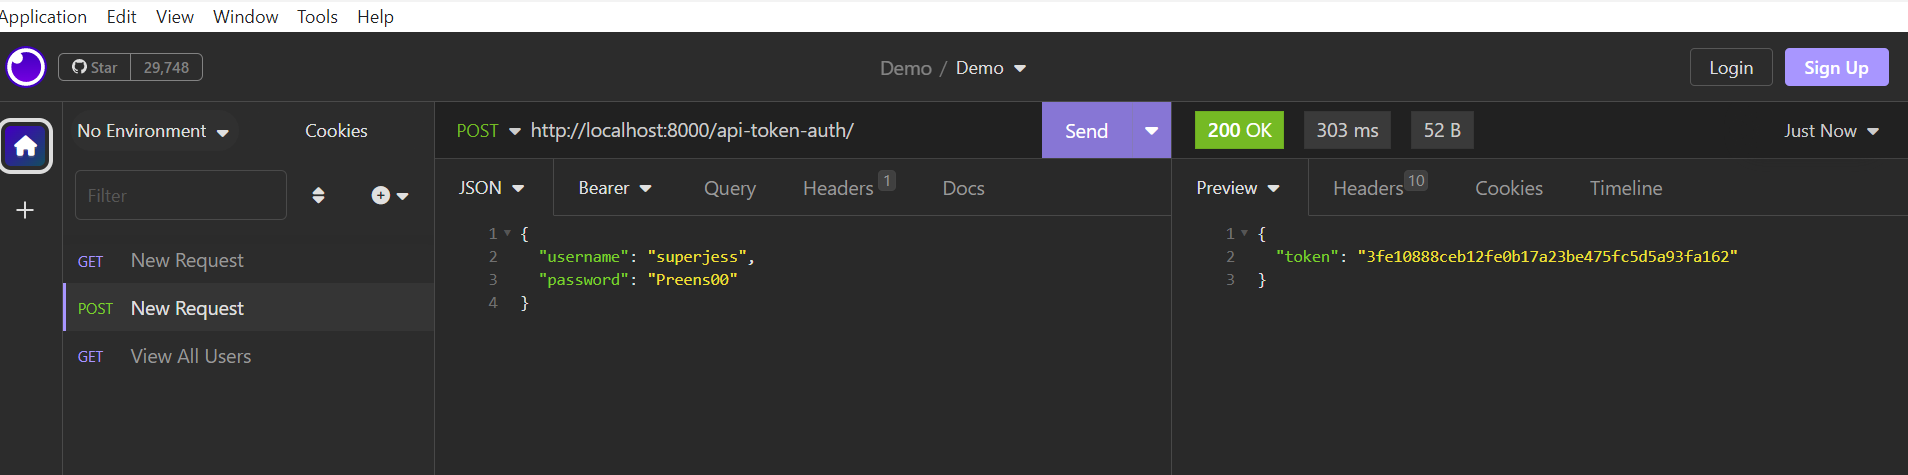 Application Edit View Window Tools Help
Star 29,748 Demo / Demo Login Sign Up
No Environment Cookies
Filter
GET New Request
POST New Request
GET View All Users
POST http://localhost:8000/api-token-auth/ Send
JSON Bearer Query Headers 1 Docs
1 {
2 "username": "superjess",
3 "password": "Preens00"
4 }
200 OK 303 ms 52 B Just Now
Preview Headers 10 Cookies Timeline
1 {
2 "token": "3fe10888ceb12fe0b17a23be475fc5d5a93fa162"
3 }